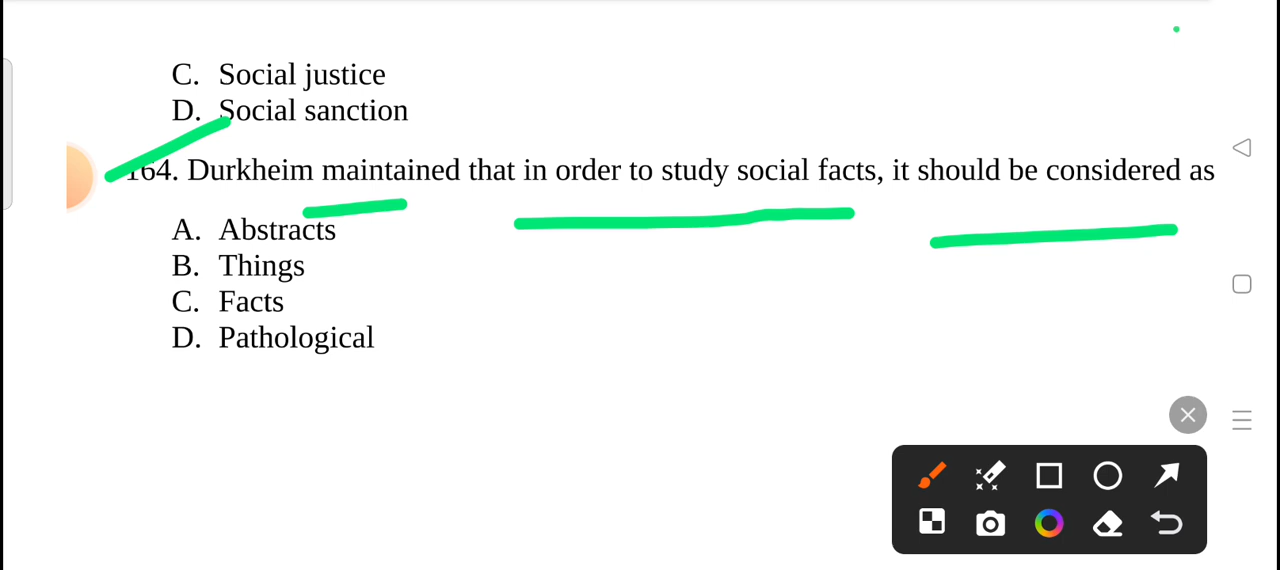 C. Social justice
D. Social sanction
164. Durkheim maintained that in order to study social facts, it should be considered as
A. Abstracts
B. Things
C. Facts
D. Pathological